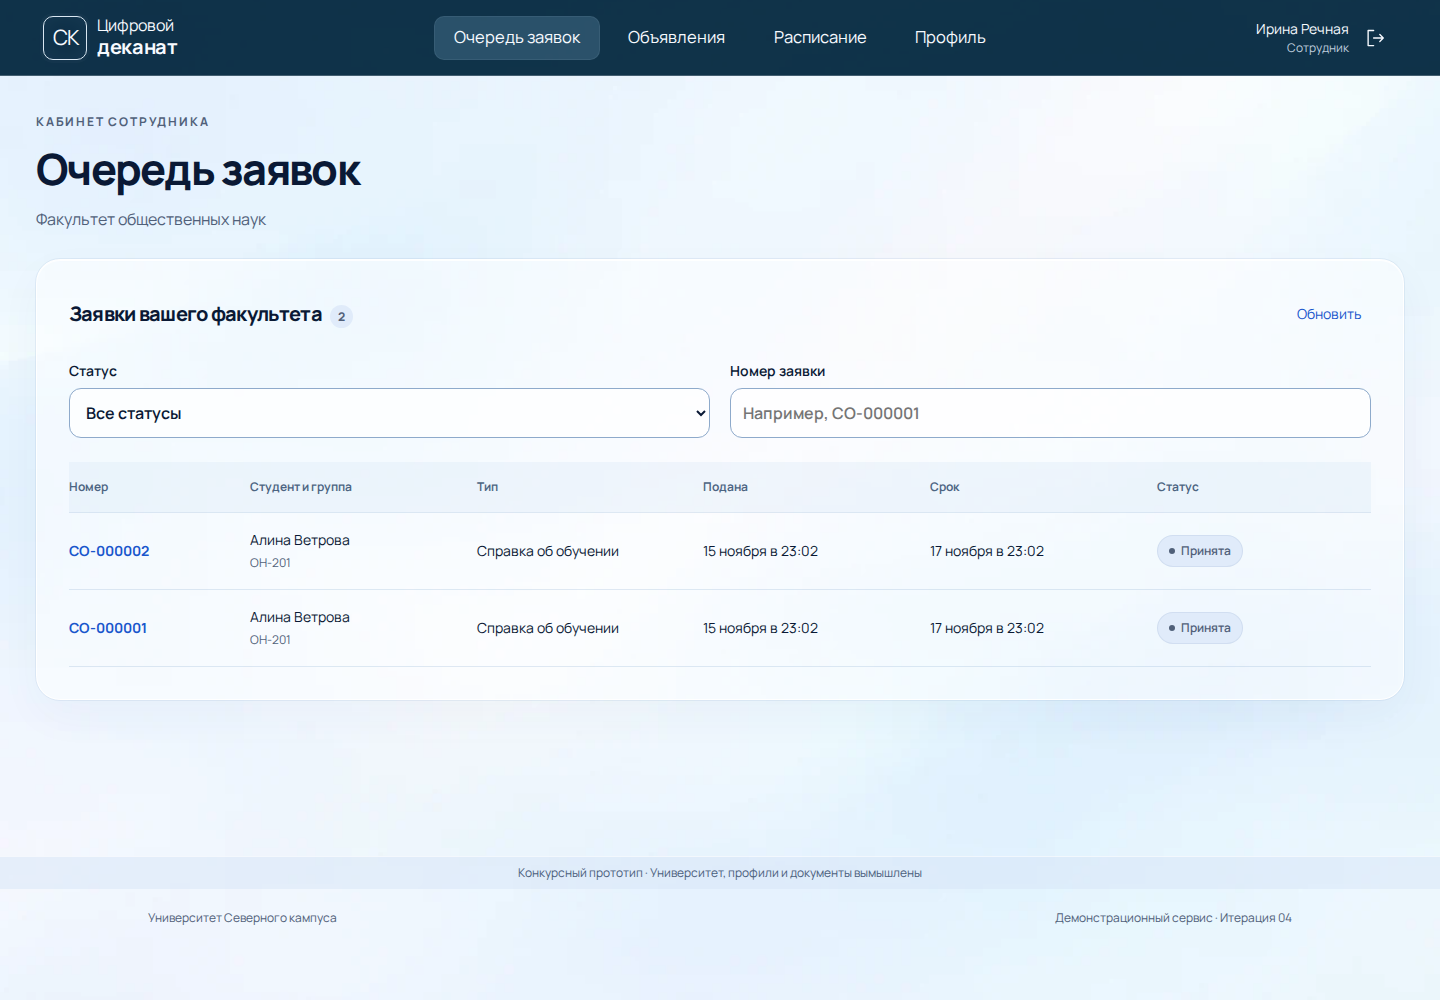 СК
Цифровой
деканат
Очередь заявок
Объявления
Расписание
Профиль
Ирина Речная
Сотрудник
КАБИНЕТ СОТРУДНИКА
Очередь заявок
Факультет общественных наук
Заявки вашего факультета 2
Обновить
Статус
Номер заявки
Все статусы
Например, СО-000001
Номер Студент и группа Тип Подана Срок Статус
СО-000002 Алина Ветрова Справка об обучении 15 ноября в 23:02 17 ноября в 23:02 Принята
ОН-201
СО-000001 Алина Ветрова Справка об обучении 15 ноября в 23:02 17 ноября в 23:02 Принята
ОН-201
Конкурсный прототип · Университет, профили и документы вымышлены
Университет Северного кампуса
Демонстрационный сервис · Итерация 04